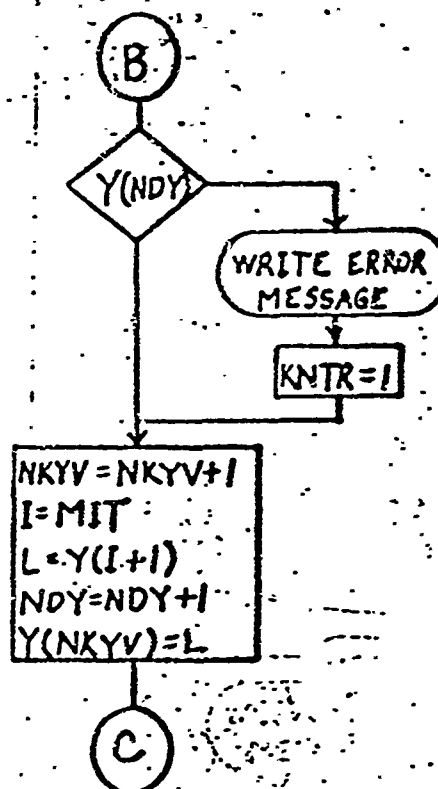 B
Y(NDY)
WRITE ERROR
MESSAGE
KNTR=1
NKYV=NKYV+1
I=MIT
L=Y(I+1)
NDY=NDY+1
Y(NKYV)=L
C